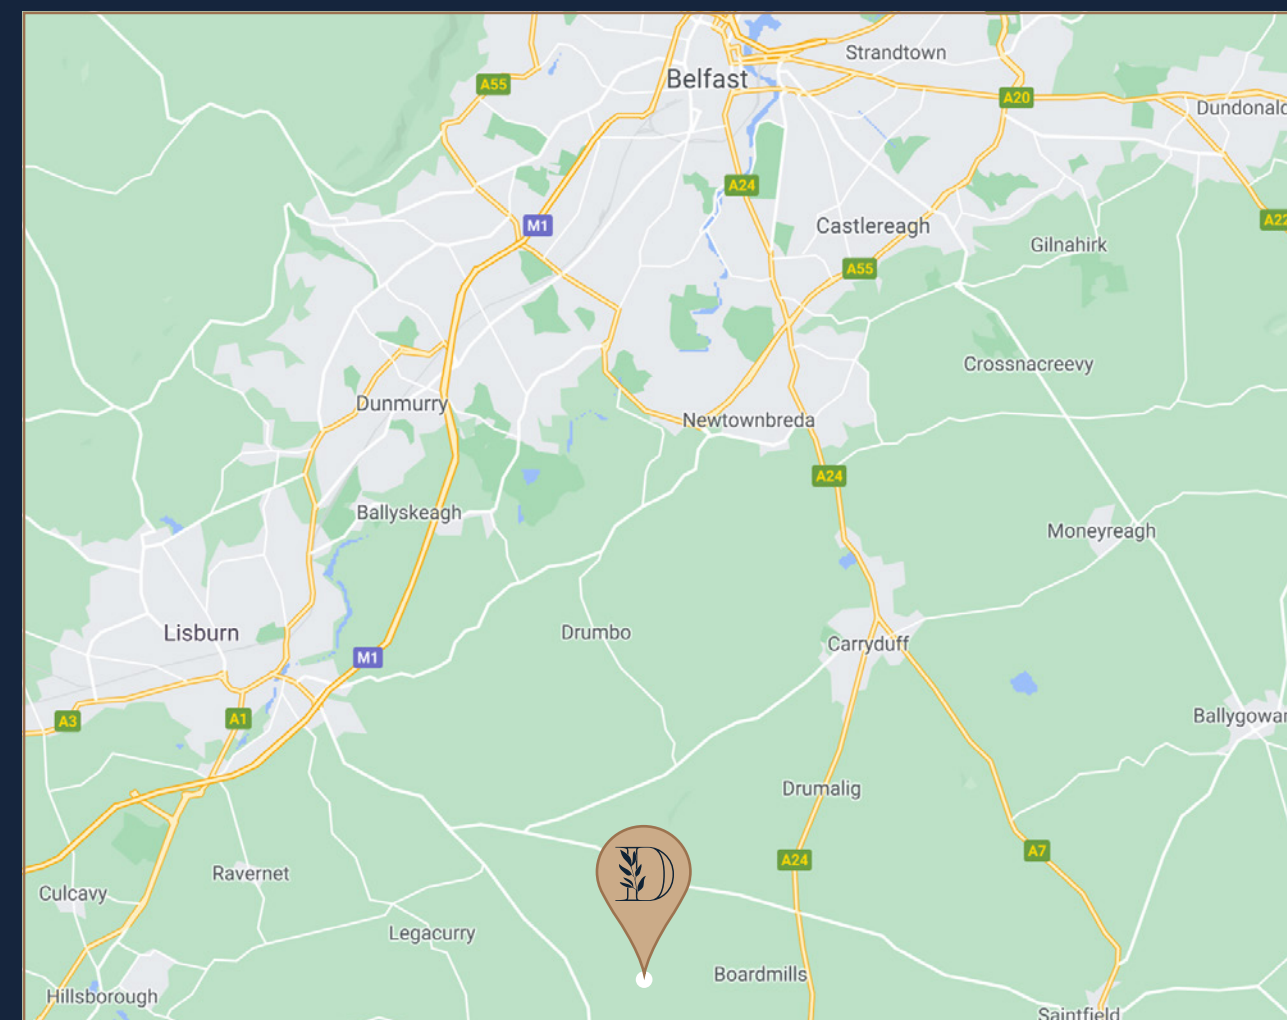 Strandtown
Belfast
A55
A20
Dundonald
A24
M1
A22
Castlereagh
Gilnahirk
A55
Crossnacreevy
Dunmurry
Newtownbreda
A24
Ballyskeagh
Moneyreagh
Lisburn
Drumbo
Carryduff
M1
A3
A1
Ballygowan
Drumalig
A7
A24
D
Ravernet
Culcavy
Legacurry
Boardmills
Hillsborough
Saintfield